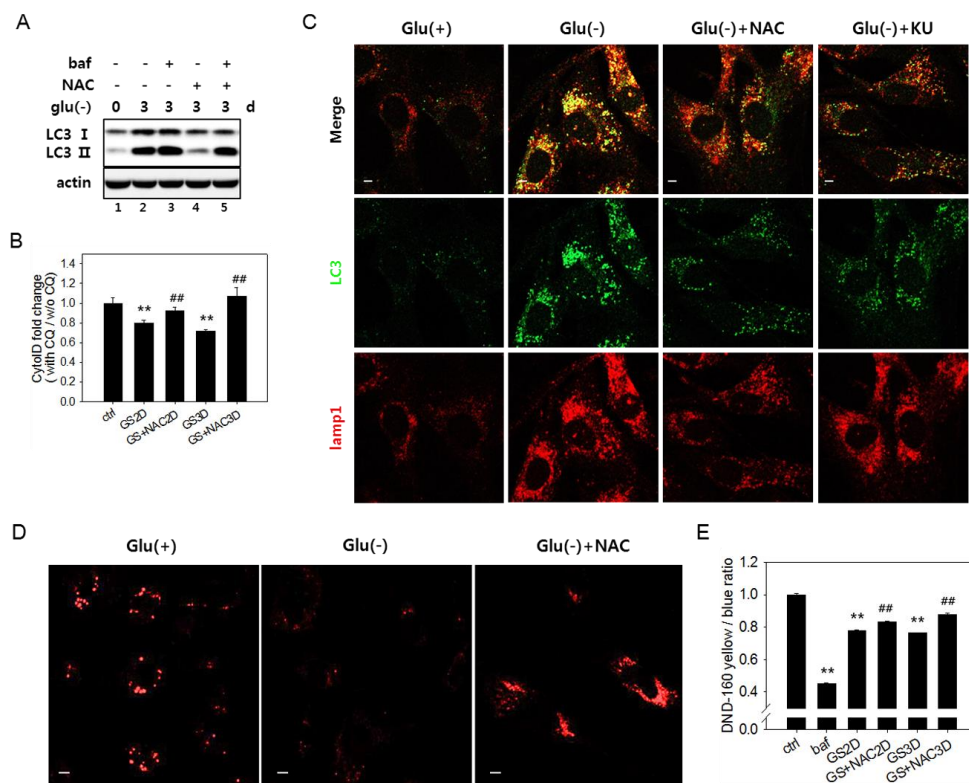 A
baf - - + - +
NAC - - - + +
glu(-) 0 3 3 3 3 d
LC3 I
LC3 II
actin
1 2 3 4 5
B
CytoID fold change
( with CQ / w/o CQ)
1.4
1.2
1.0
0.8
0.6
0.4
0.2
0.0
** ## ** ##
ctrl GS2D GS+NAC2D GS3D GS+NAC3D
C
Glu(+) Glu(-) Glu(-)+NAC Glu(-)+KU
Merge
LC3
lamp1
D
Glu(+) Glu(-) Glu(-)+NAC
E
DND-160 yellow / blue ratio
1.2
1.0
0.8
0.6
0.4
** ** ## ** ##
ctrl baf GS2D GS+NAC2D GS3D GS+NAC3D